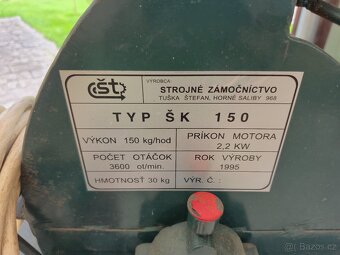 čšt
VÝROBCA:
STROJNÉ ZÁMOČNÍCTVO
TUŠKA ŠTEFAN, HORNÉ SALIBY 968
TYP ŠK 150
VÝKON 150 kg/hod
PRÍKON MOTORA
2,2 KW
POČET OTÁČOK
3600 ot/min.
ROK VÝROBY
1995
HMOTNOSŤ 30 kg
VÝR. Č. :
Bazos.cz